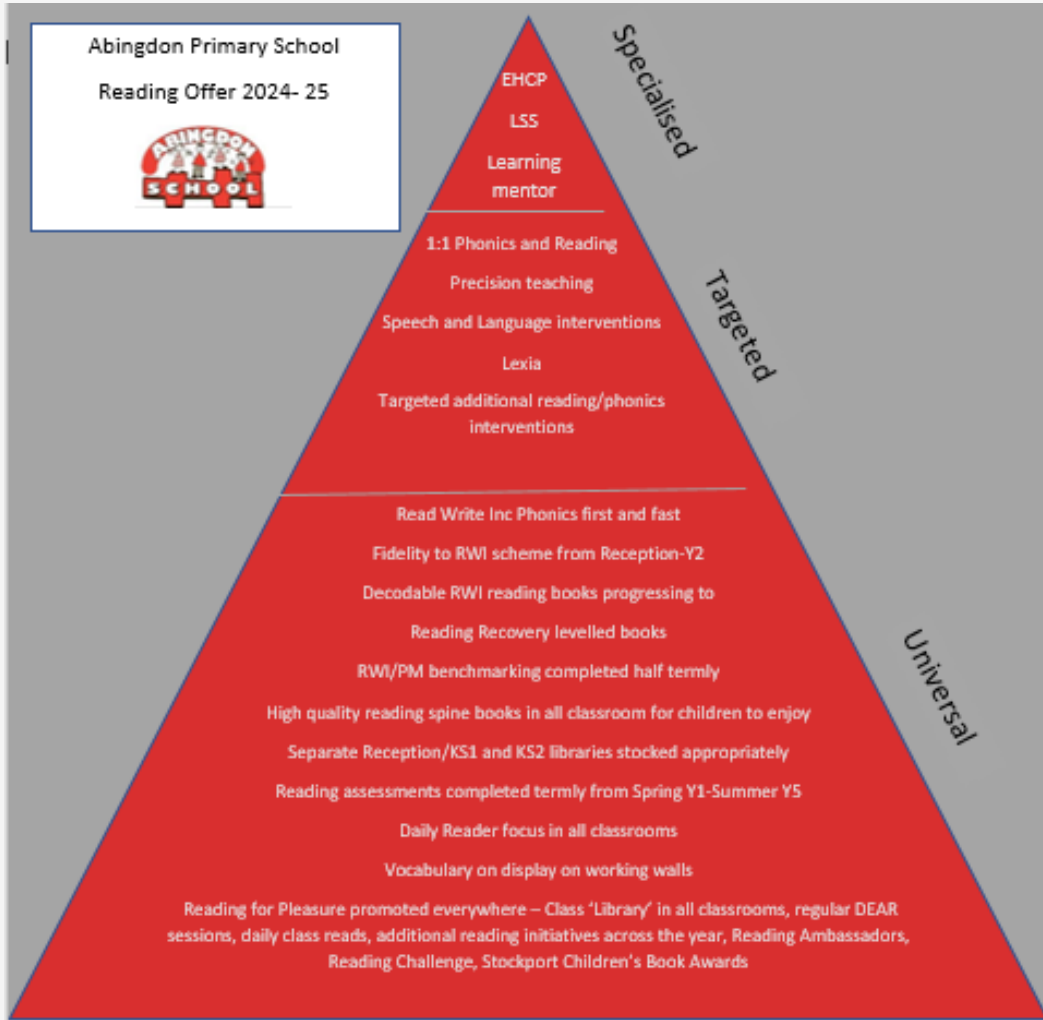 Abingdon Primary School
Reading Offer 2024- 25
ABINGDON
SCHOOL
Specialised
EHCP
LSS
Learning
mentor
Targeted
1:1 Phonics and Reading
Precision teaching
Speech and Language interventions
Lexia
Targeted additional reading/phonics
interventions
Universal
Read Write Inc Phonics first and fast
Fidelity to RWI scheme from Reception-Y2
Decodable RWI reading books progressing to
Reading Recovery levelled books
RWI/PM benchmarking completed half termly
High quality reading spine books in all classroom for children to enjoy
Separate Reception/KS1 and KS2 libraries stocked appropriately
Reading assessments completed termly from Spring Y1-Summer Y5
Daily Reader focus in all classrooms
Vocabulary on display on working walls
Reading for Pleasure promoted everywhere – Class ‘Library’ in all classrooms, regular DEAR
sessions, daily class reads, additional reading initiatives across the year, Reading Ambassadors,
Reading Challenge, Stockport Children’s Book Awards